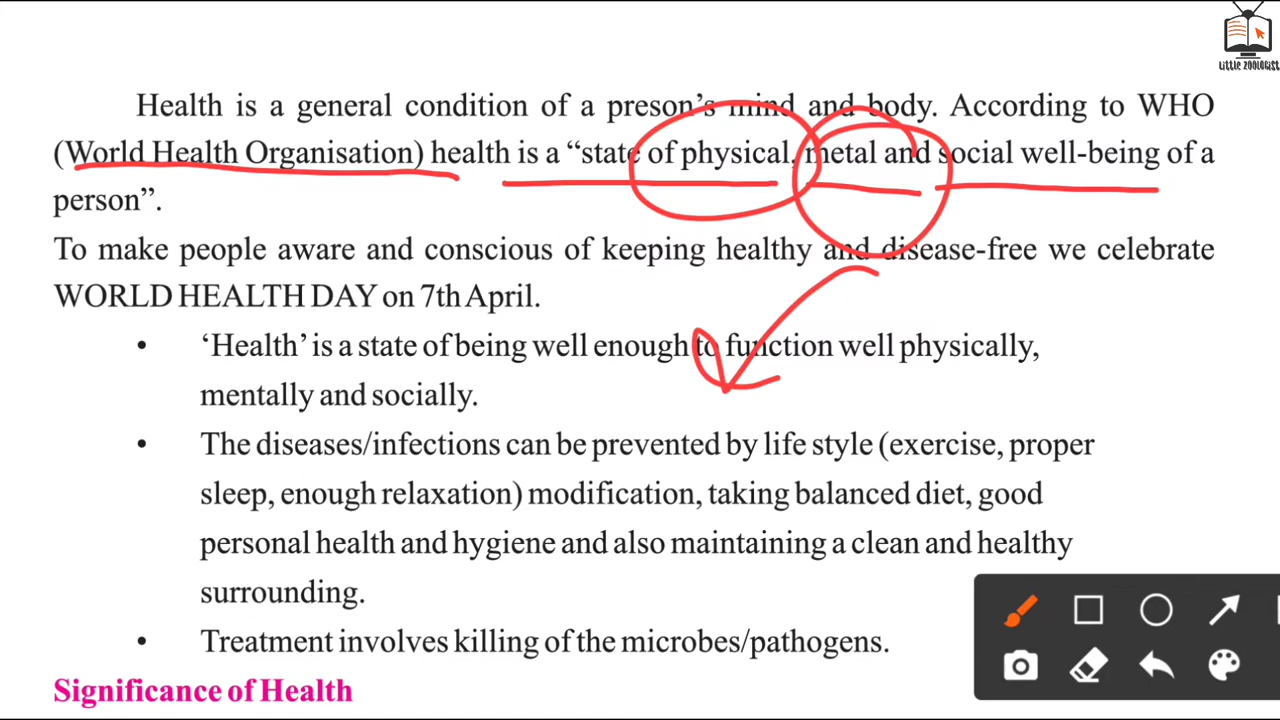 LITTLE ZOOLOGIST
Health is a general condition of a preson's mind and body. According to WHO
(World Health Organisation) health is a “state of physical, metal and social well-being of a
person”.
To make people aware and conscious of keeping healthy and disease-free we celebrate
WORLD HEALTH DAY on 7th April.
• ‘Health’ is a state of being well enough to function well physically,
mentally and socially.
• The diseases/infections can be prevented by life style (exercise, proper
sleep, enough relaxation) modification, taking balanced diet, good
personal health and hygiene and also maintaining a clean and healthy
surrounding.
• Treatment involves killing of the microbes/pathogens.
Significance of Health